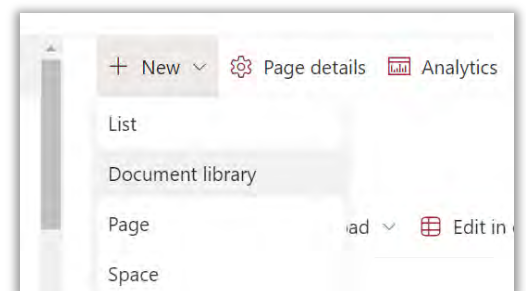 + New Page details Analytics
List
Document library
Page
Edit in
Space